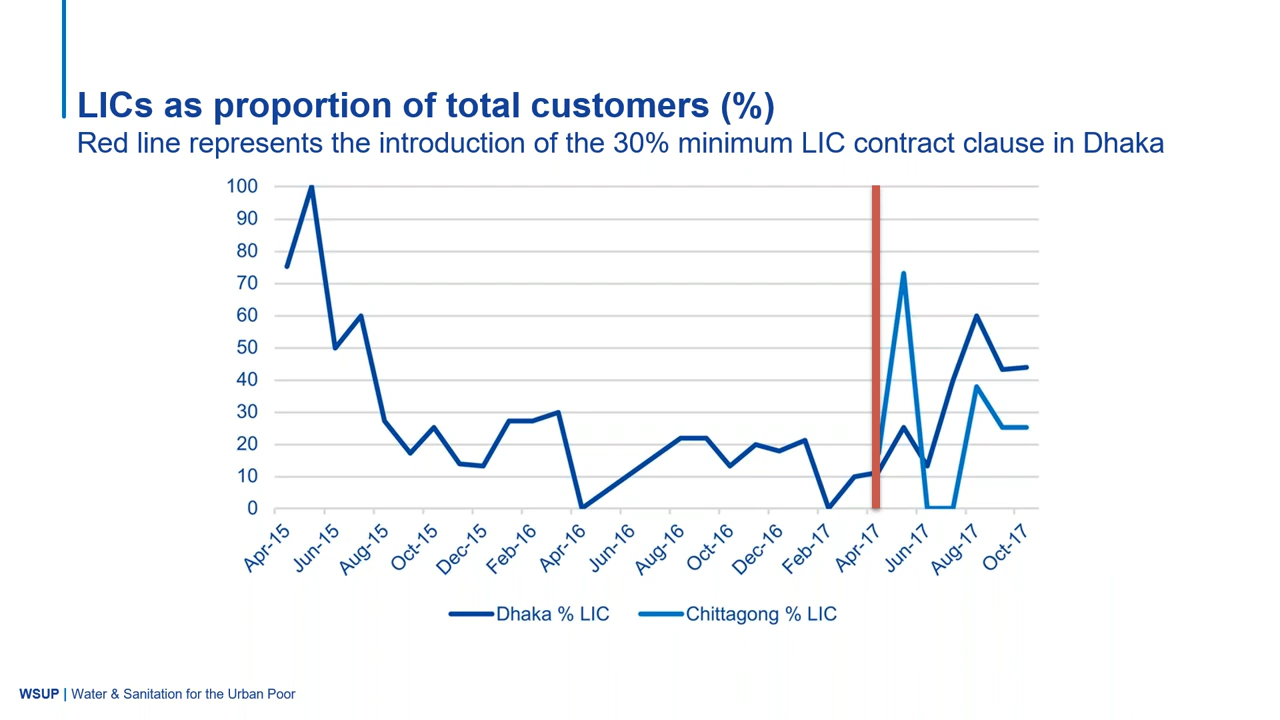 LICs as proportion of total customers (%)
Red line represents the introduction of the 30% minimum LIC contract clause in Dhaka
100
90
80
70
60
50
40
30
20
10
0
Apr-15
Jun-15
Aug-15
Oct-15
Dec-15
Feb-16
Apr-16
Jun-16
Aug-16
Oct-16
Dec-16
Feb-17
Apr-17
Jun-17
Aug-17
Oct-17
Dhaka % LIC
Chittagong % LIC
WSUP | Water & Sanitation for the Urban Poor